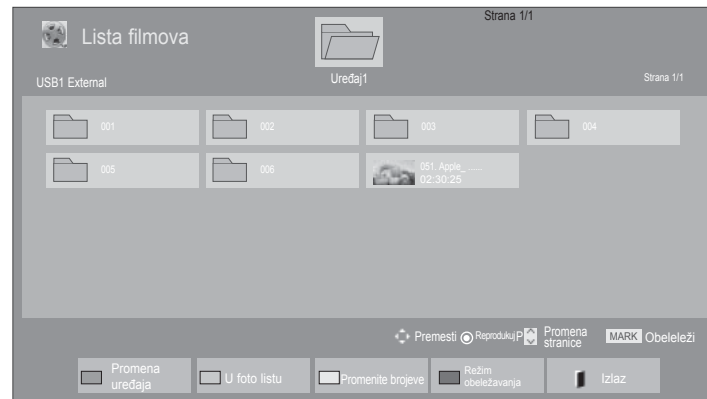 Strana 1/1
Lista filmova
USB1 External
Uređaj1
Strana 1/1
001
002
003
004
005
006
051. Apple_ ......
02:30:25
Premesti
Reprodukuj
P
Promena
stranice
MARK
Obeleleži
Promena
uređaja
U foto listu
Promenite brojeve
Režim
obeležavanja
Izlaz